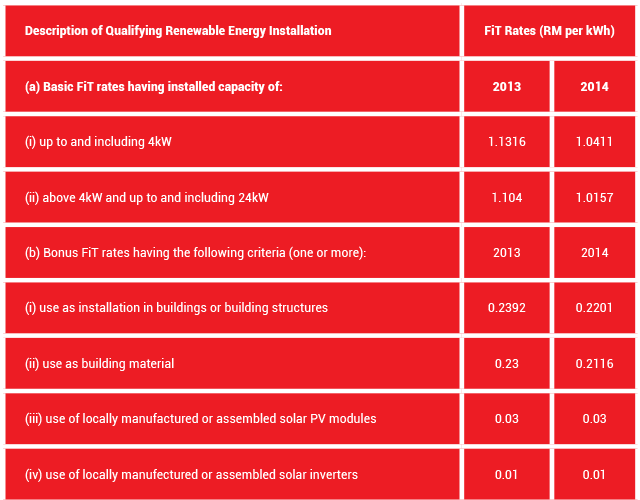 Description of Qualifying Renewable Energy Installation FiT Rates (RM per kWh)
(a) Basic FiT rates having installed capacity of: 2013 2014
(i) up to and including 4kW 1.1316 1.0411
(ii) above 4kW and up to and including 24kW 1.104 1.0157
(b) Bonus FiT rates having the following criteria (one or more): 2013 2014
(i) use as installation in buildings or building structures 0.2392 0.2201
(ii) use as building material 0.23 0.2116
(iii) use of locally manufactured or assembled solar PV modules 0.03 0.03
(iv) use of locally manufectured or assembled solar inverters 0.01 0.01